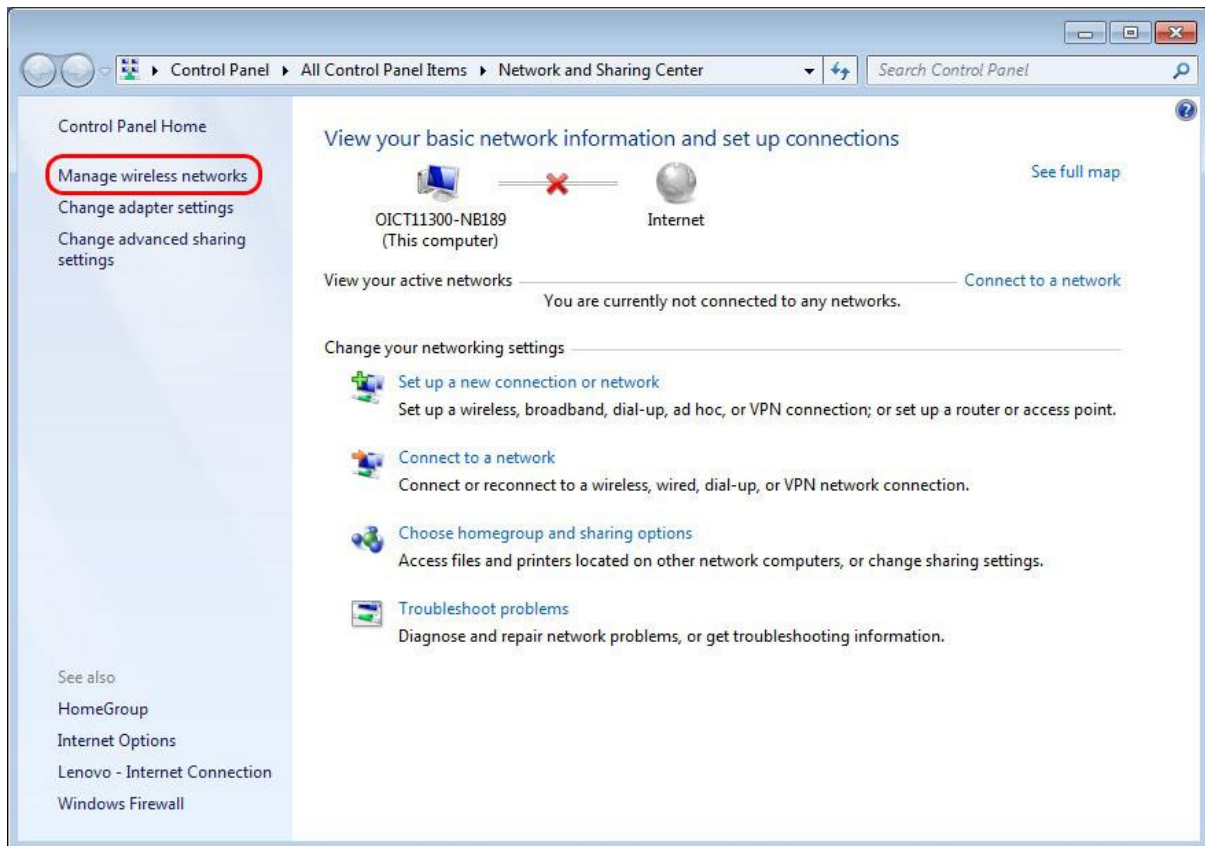 Control Panel ▸ All Control Panel Items ▸ Network and Sharing Center
Search Control Panel
Control Panel Home
Manage wireless networks
Change adapter settings
Change advanced sharing
settings
See also
HomeGroup
Internet Options
Lenovo - Internet Connection
Windows Firewall
View your basic network information and set up connections
See full map
OICT11300-NB189
(This computer)
Internet
View your active networks
Connect to a network
You are currently not connected to any networks.
Change your networking settings
Set up a new connection or network
Set up a wireless, broadband, dial-up, ad hoc, or VPN connection; or set up a router or access point.
Connect to a network
Connect or reconnect to a wireless, wired, dial-up, or VPN network connection.
Choose homegroup and sharing options
Access files and printers located on other network computers, or change sharing settings.
Troubleshoot problems
Diagnose and repair network problems, or get troubleshooting information.